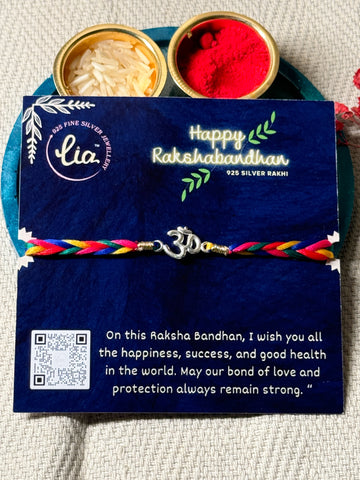 925 FINE SILVER JEWELLERY
lia™
Happy
Rakshabandhan
925 SILVER RAKHI
ॐ
On this Raksha Bandhan, I wish you all
the happiness, success, and good health
in the world. May our bond of love and
protection always remain strong. “